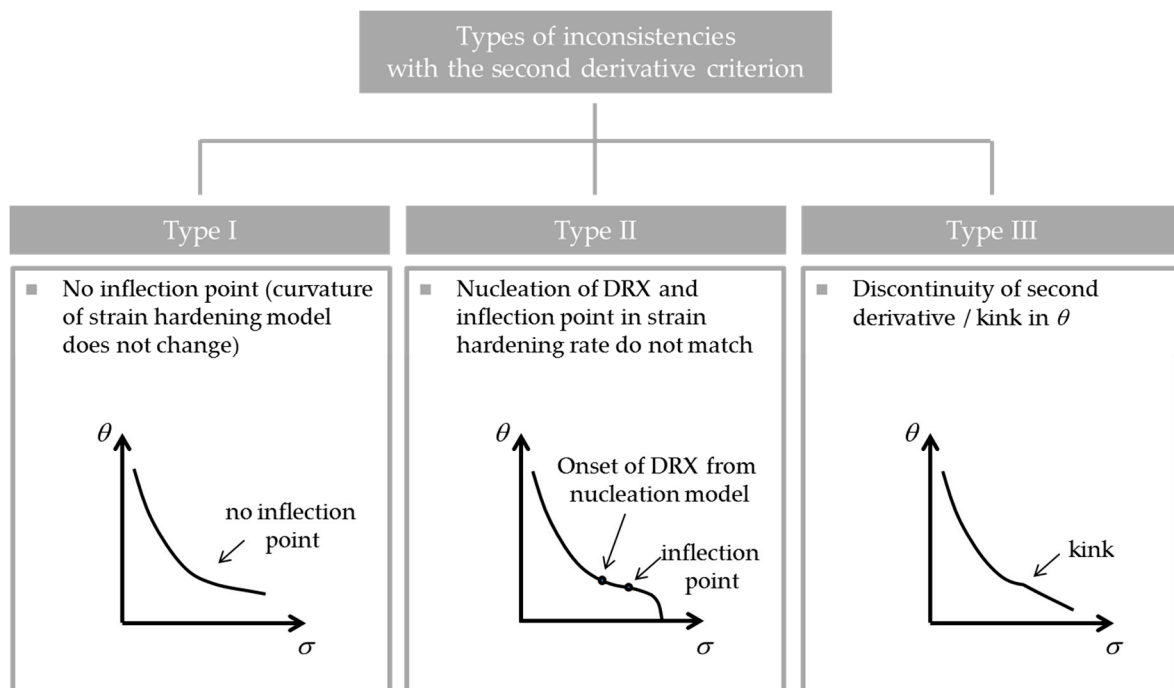 Types of inconsistencies
with the second derivative criterion
Type I
Type II
Type III
■ No inflection point (curvature
of strain hardening model
does not change)
θ
no inflection
point
σ
■ Nucleation of DRX and
inflection point in strain
hardening rate do not match
θ
Onset of DRX from
nucleation model
inflection
point
σ
■ Discontinuity of second
derivative / kink in θ
θ
kink
σ